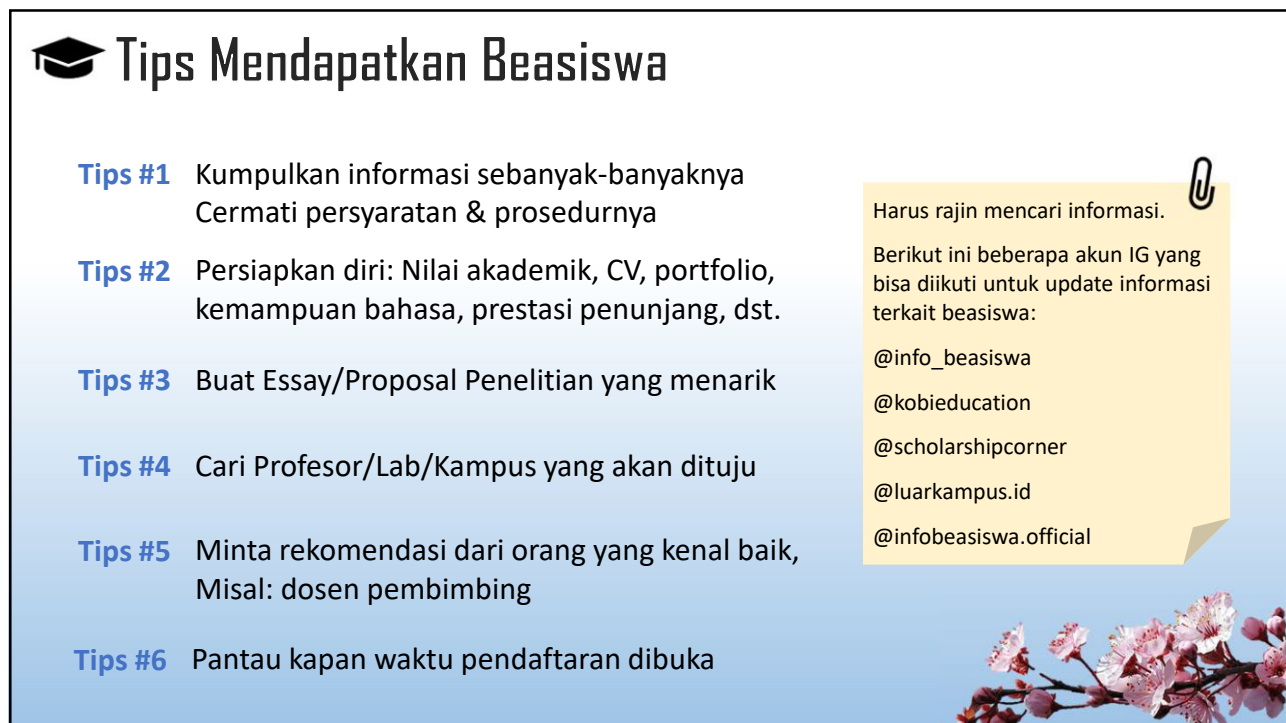 Tips Mendapatkan Beasiswa
Tips #1 Kumpulkan informasi sebanyak-banyaknya
Cermati persyaratan & prosedurnya
Tips #2 Persiapkan diri: Nilai akademik, CV, portfolio,
kemampuan bahasa, prestasi penunjang, dst.
Tips #3 Buat Essay/Proposal Penelitian yang menarik
Tips #4 Cari Profesor/Lab/Kampus yang akan dituju
Tips #5 Minta rekomendasi dari orang yang kenal baik,
Misal: dosen pembimbing
Tips #6 Pantau kapan waktu pendaftaran dibuka
Harus rajin mencari informasi.
Berikut ini beberapa akun IG yang
bisa diikuti untuk update informasi
terkait beasiswa:
@info_beasiswa
@kobieducation
@scholarshipcorner
@luarkampus.id
@infobeasiswa.official